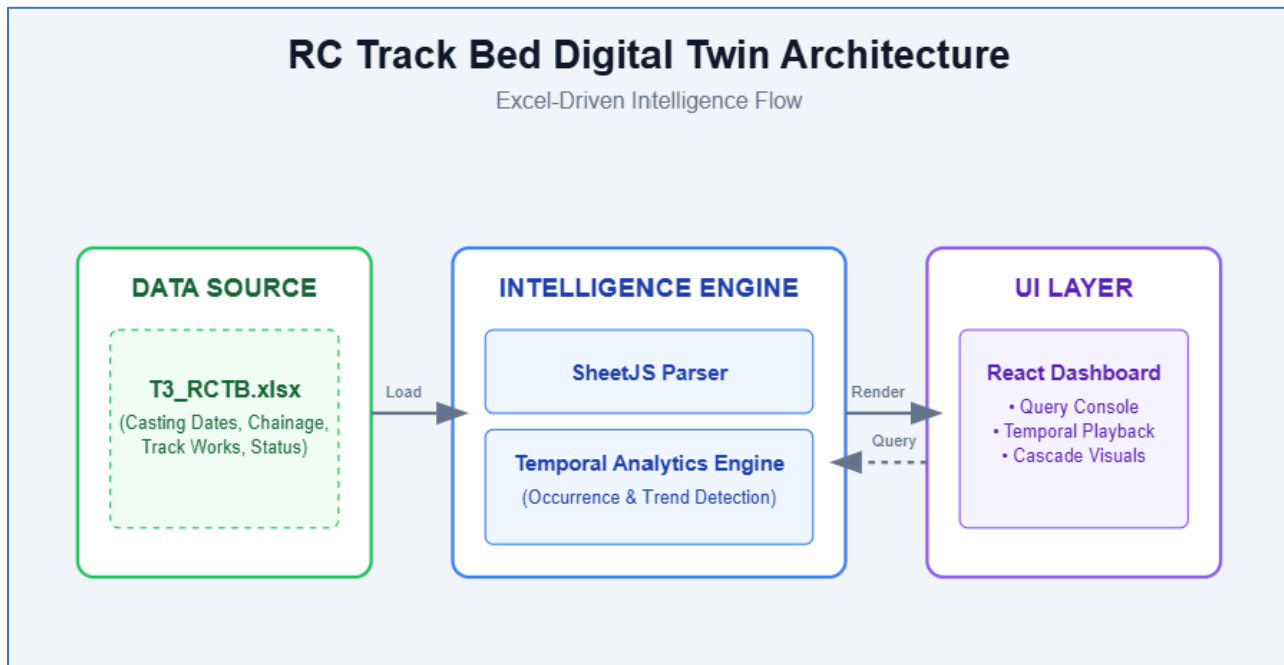 RC Track Bed Digital Twin Architecture
Excel-Driven Intelligence Flow
DATA SOURCE
T3_RCTB.xlsx
(Casting Dates, Chainage,
Track Works, Status)
Load
INTELLIGENCE ENGINE
SheetJS Parser
Temporal Analytics Engine
(Occurrence & Trend Detection)
Render
Query
UI LAYER
React Dashboard
• Query Console
• Temporal Playback
• Cascade Visuals